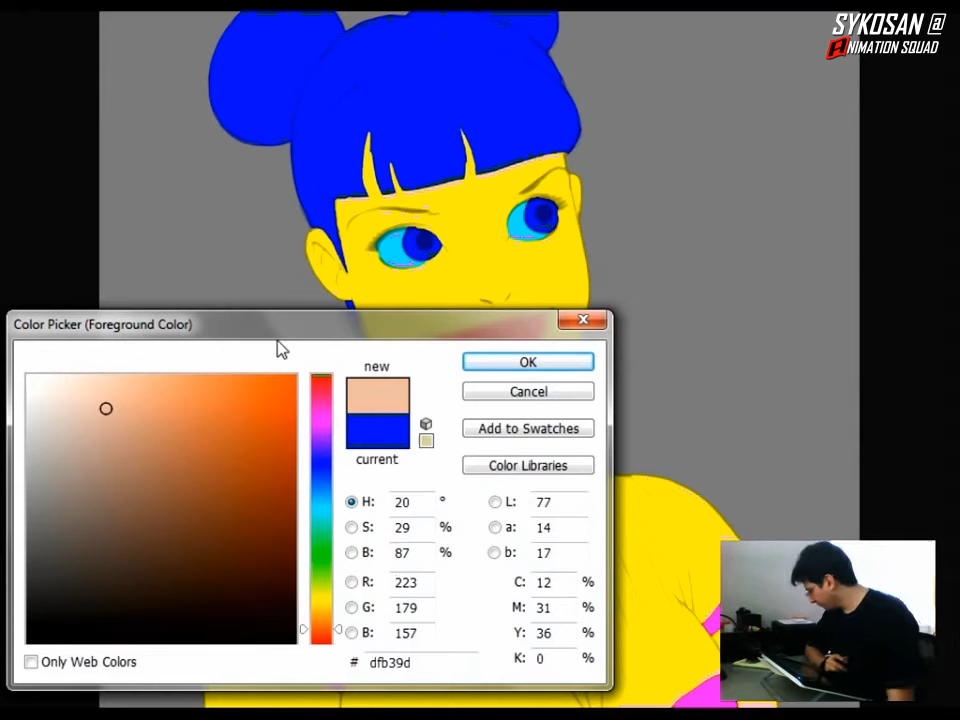 SYKOSAN @
ANIMATION SQUAD
Color Picker (Foreground Color)
new
current
OK
Cancel
Add to Swatches
Color Libraries
H: 20 °
S: 29 %
B: 87 %
R: 223
G: 179
B: 157
L: 77
a: 14
b: 17
C: 12 %
M: 31 %
Y: 36 %
K: 0 %
# dfb39d
Only Web Colors